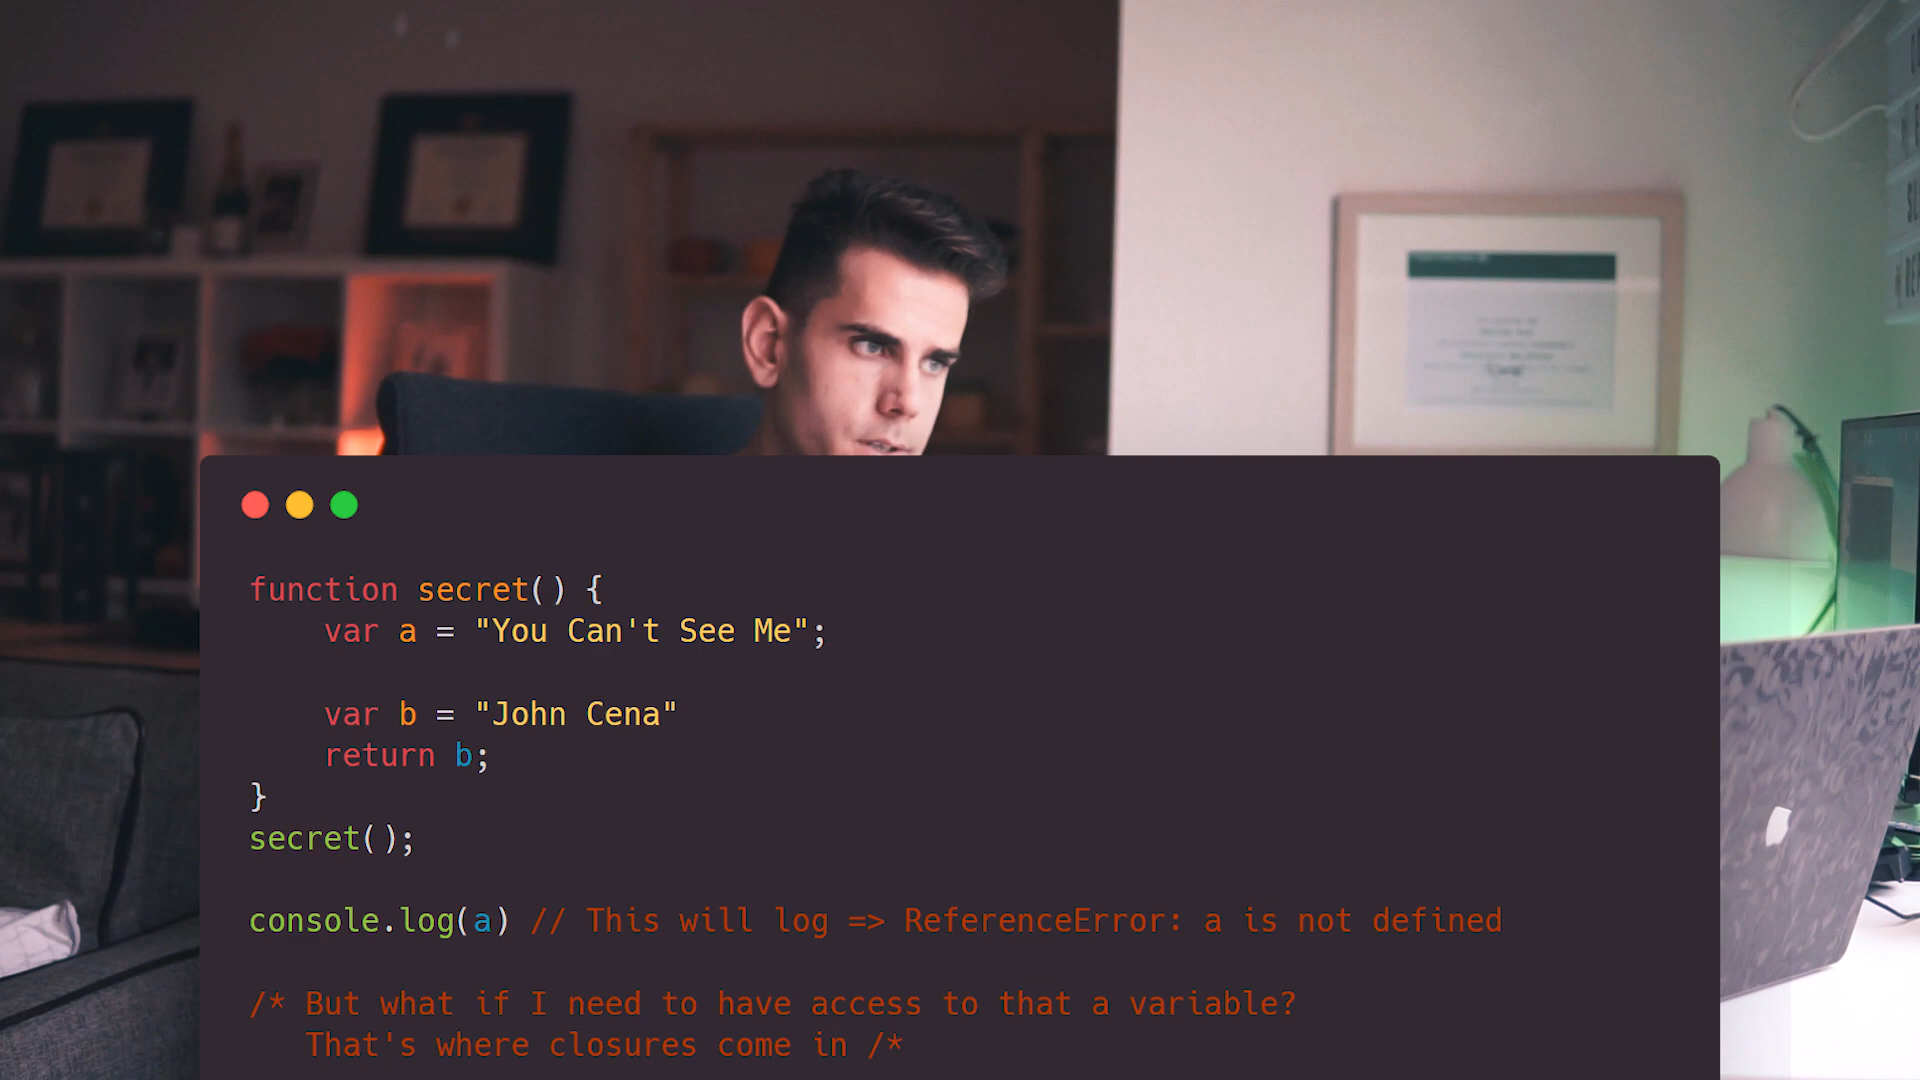 function secret() {
    var a = "You Can't See Me";
    var b = "John Cena"
    return b;
}
secret();
console.log(a) // This will log => ReferenceError: a is not defined
/* But what if I need to have access to that a variable?
   That's where closures come in /*